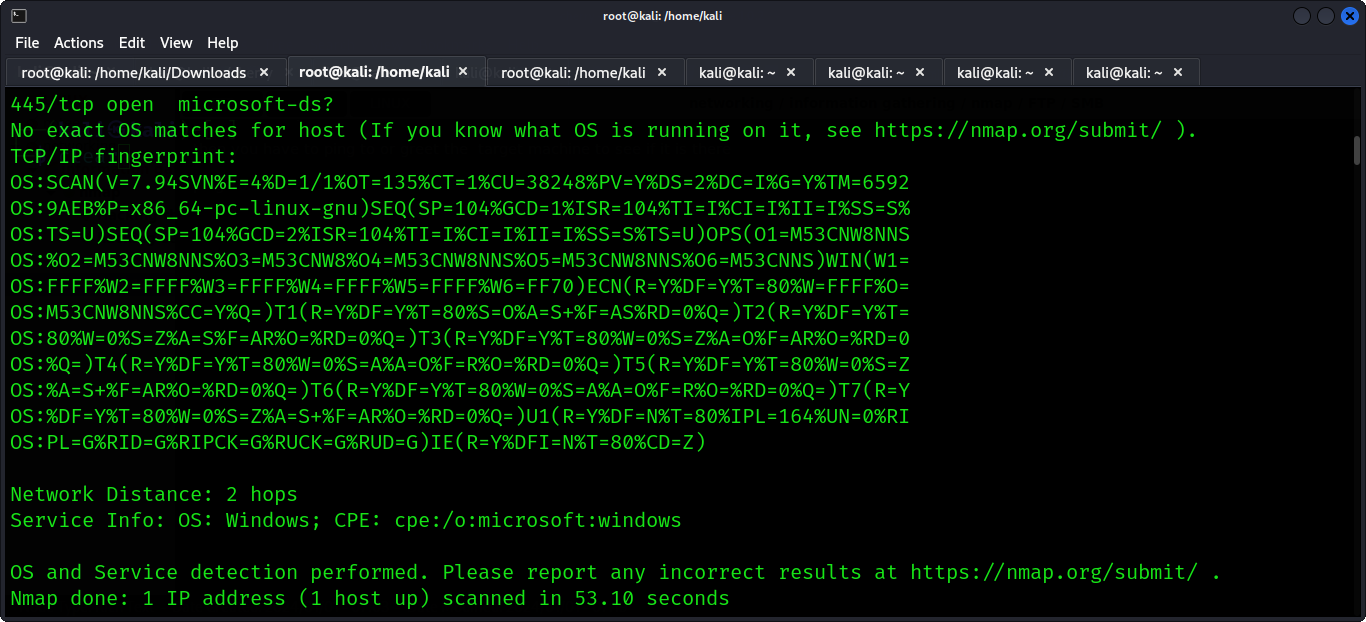 root@kali: /home/kali
File Actions Edit View Help
root@kali: /home/kali/Downloads × root@kali: /home/kali × root@kali: /home/kali × kali@kali: ~ × kali@kali: ~ × kali@kali: ~ × kali@kali: ~ ×
445/tcp open  microsoft-ds?
No exact OS matches for host (If you know what OS is running on it, see https://nmap.org/submit/ ).
TCP/IP fingerprint:
OS:SCAN(V=7.94SVN%E=4%D=1/1%OT=135%CT=1%CU=38248%PV=Y%DS=2%DC=I%G=Y%TM=6592
OS:9AEB%P=x86_64-pc-linux-gnu)SEQ(SP=104%GCD=1%ISR=104%TI=I%CI=I%II=I%SS=S%
OS:TS=U)SEQ(SP=104%GCD=2%ISR=104%TI=I%CI=I%II=I%SS=S%TS=U)OPS(O1=M53CNW8NNS
OS:%O2=M53CNW8NNS%O3=M53CNW8%O4=M53CNW8NNS%O5=M53CNW8NNS%O6=M53CNNS)WIN(W1=
OS:FFFF%W2=FFFF%W3=FFFF%W4=FFFF%W5=FFFF%W6=FF70)ECN(R=Y%DF=Y%T=80%W=FFFF%O=
OS:M53CNW8NNS%CC=Y%Q=)T1(R=Y%DF=Y%T=80%S=O%A=S+%F=AS%RD=0%Q=)T2(R=Y%DF=Y%T=
OS:80%W=0%S=Z%A=S%F=AR%O=%RD=0%Q=)T3(R=Y%DF=Y%T=80%W=0%S=Z%A=O%F=AR%O=%RD=0
OS:%Q=)T4(R=Y%DF=Y%T=80%W=0%S=A%A=O%F=R%O=%RD=0%Q=)T5(R=Y%DF=Y%T=80%W=0%S=Z
OS:%A=S+%F=AR%O=%RD=0%Q=)T6(R=Y%DF=Y%T=80%W=0%S=A%A=O%F=R%O=%RD=0%Q=)T7(R=Y
OS:%DF=Y%T=80%W=0%S=Z%A=S+%F=AR%O=%RD=0%Q=)U1(R=Y%DF=N%T=80%IPL=164%UN=0%RI
OS:PL=G%RID=G%RIPCK=G%RUCK=G%RUD=G)IE(R=Y%DFI=N%T=80%CD=Z)
Network Distance: 2 hops
Service Info: OS: Windows; CPE: cpe:/o:microsoft:windows
OS and Service detection performed. Please report any incorrect results at https://nmap.org/submit/ .
Nmap done: 1 IP address (1 host up) scanned in 53.10 seconds